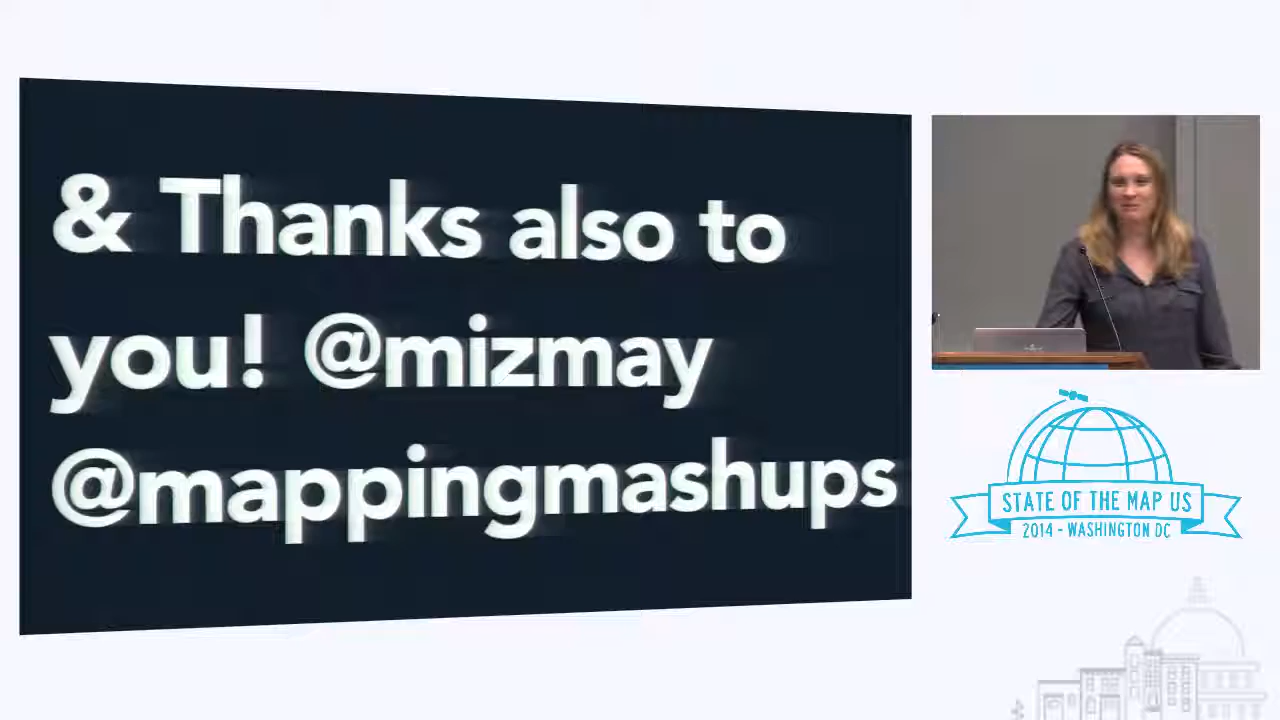 & Thanks also to
you! @mizmay
@mappingmashups
STATE OF THE MAP US
2014 - WASHINGTON DC